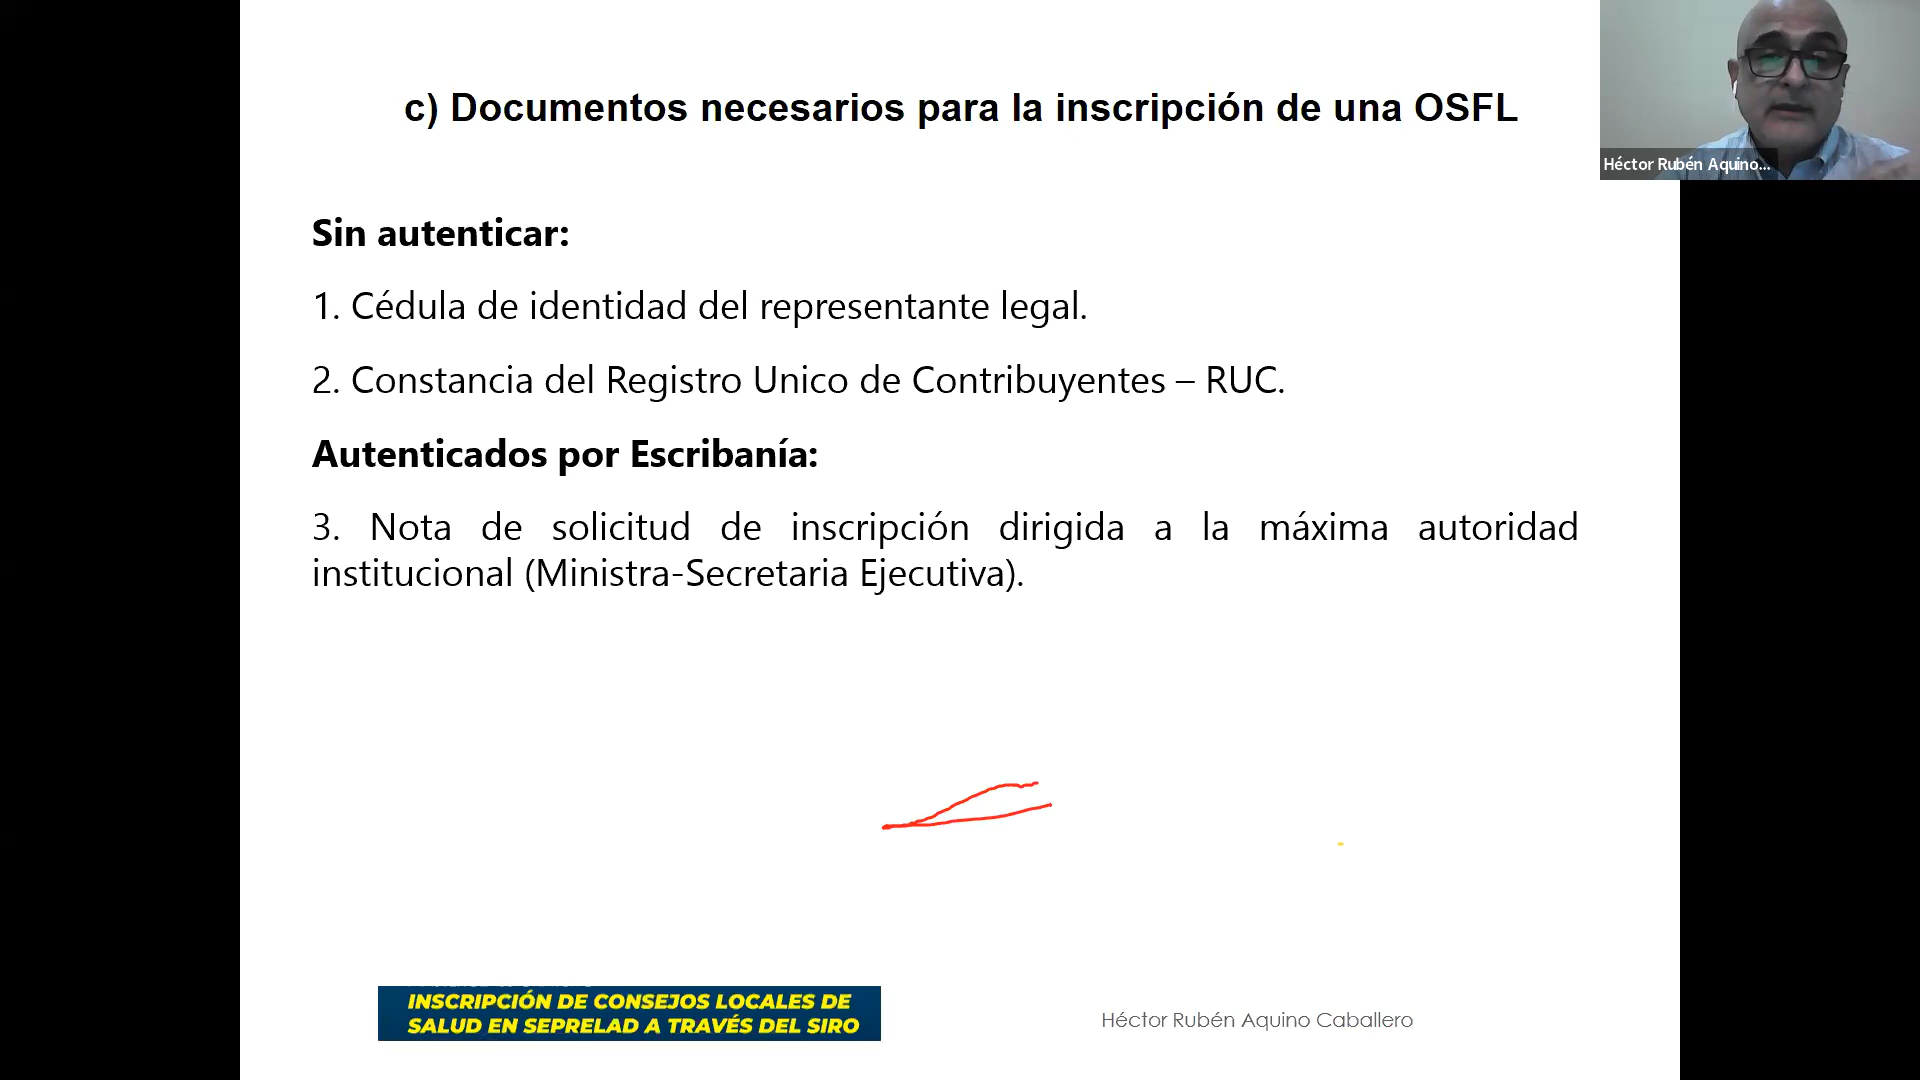 c) Documentos necesarios para la inscripción de una OSFL
Héctor Rubén Aquino...
Sin autenticar:
1. Cédula de identidad del representante legal.
2. Constancia del Registro Unico de Contribuyentes – RUC.
Autenticados por Escribanía:
3. Nota de solicitud de inscripción dirigida a la máxima autoridad
institucional (Ministra-Secretaria Ejecutiva).
INSCRIPCIÓN DE CONSEJOS LOCALES DE
SALUD EN SEPRELAD A TRAVÉS DEL SIRO
Héctor Rubén Aquino Caballero